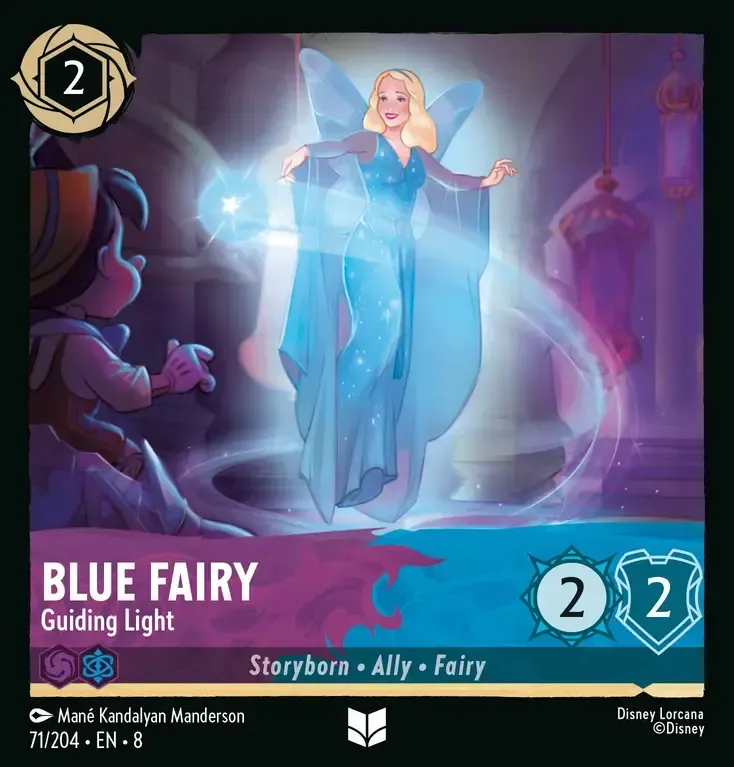 2
BLUE FAIRY
Guiding Light
2 2
Storyborn • Ally • Fairy
Mané Kandalyan Manderson
71/204 • EN • 8
Disney Lorcana
©Disney